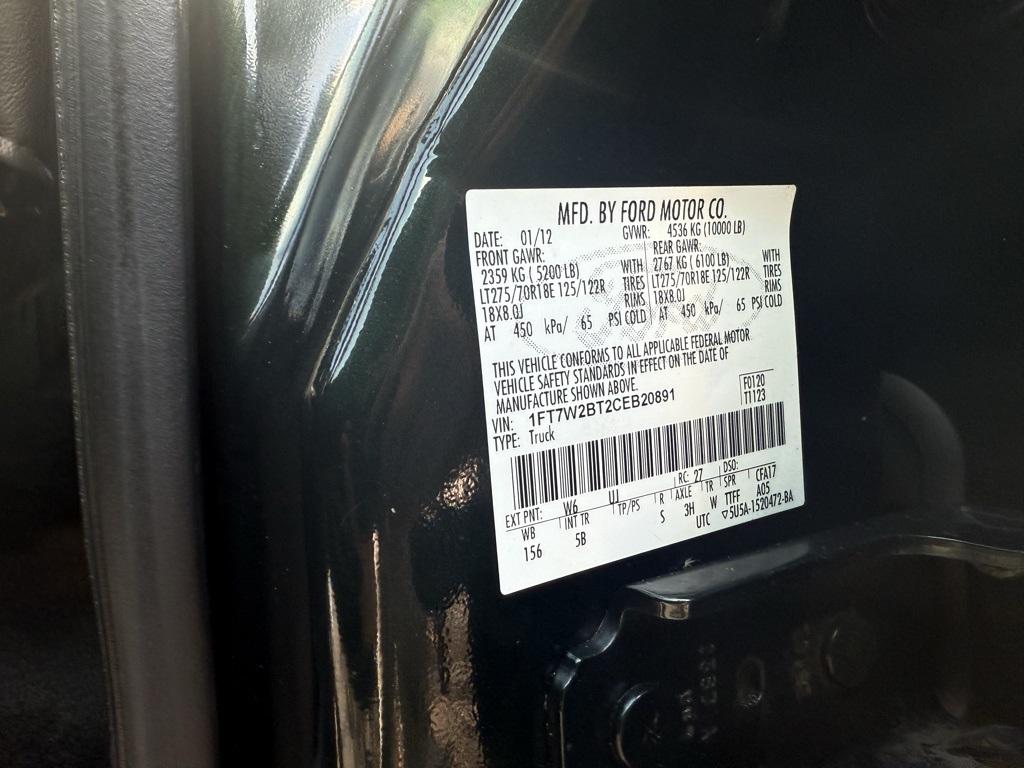 MFD. BY FORD MOTOR CO.
DATE: 01/12 GVWR: 4536 KG (10000 LB)
FRONT GAWR: REAR GAWR:
2359 KG ( 5200 LB) WITH 2767 KG ( 6100 LB) WITH
LT275/70R18E 125/122R TIRES LT275/70R18E 125/122R TIRES
18X8.0J RIMS 18X8.0J RIMS
AT 450 kPa/ 65 PSI COLD AT 450 kPa/ 65 PSI COLD
THIS VEHICLE CONFORMS TO ALL APPLICABLE FEDERAL MOTOR
VEHICLE SAFETY STANDARDS IN EFFECT ON THE DATE OF
MANUFACTURE SHOWN ABOVE.
VIN: 1FT7W2BT2CEB20891 F0120
TYPE: Truck T1123
EXT PNT: W6 UJ RC: 27 DSO:
WB INT TR TP/PS R AXLE TR SPR CFA17
156 5B S 3H W TTFF A05
UTC ▽5U5A-1520472-BA